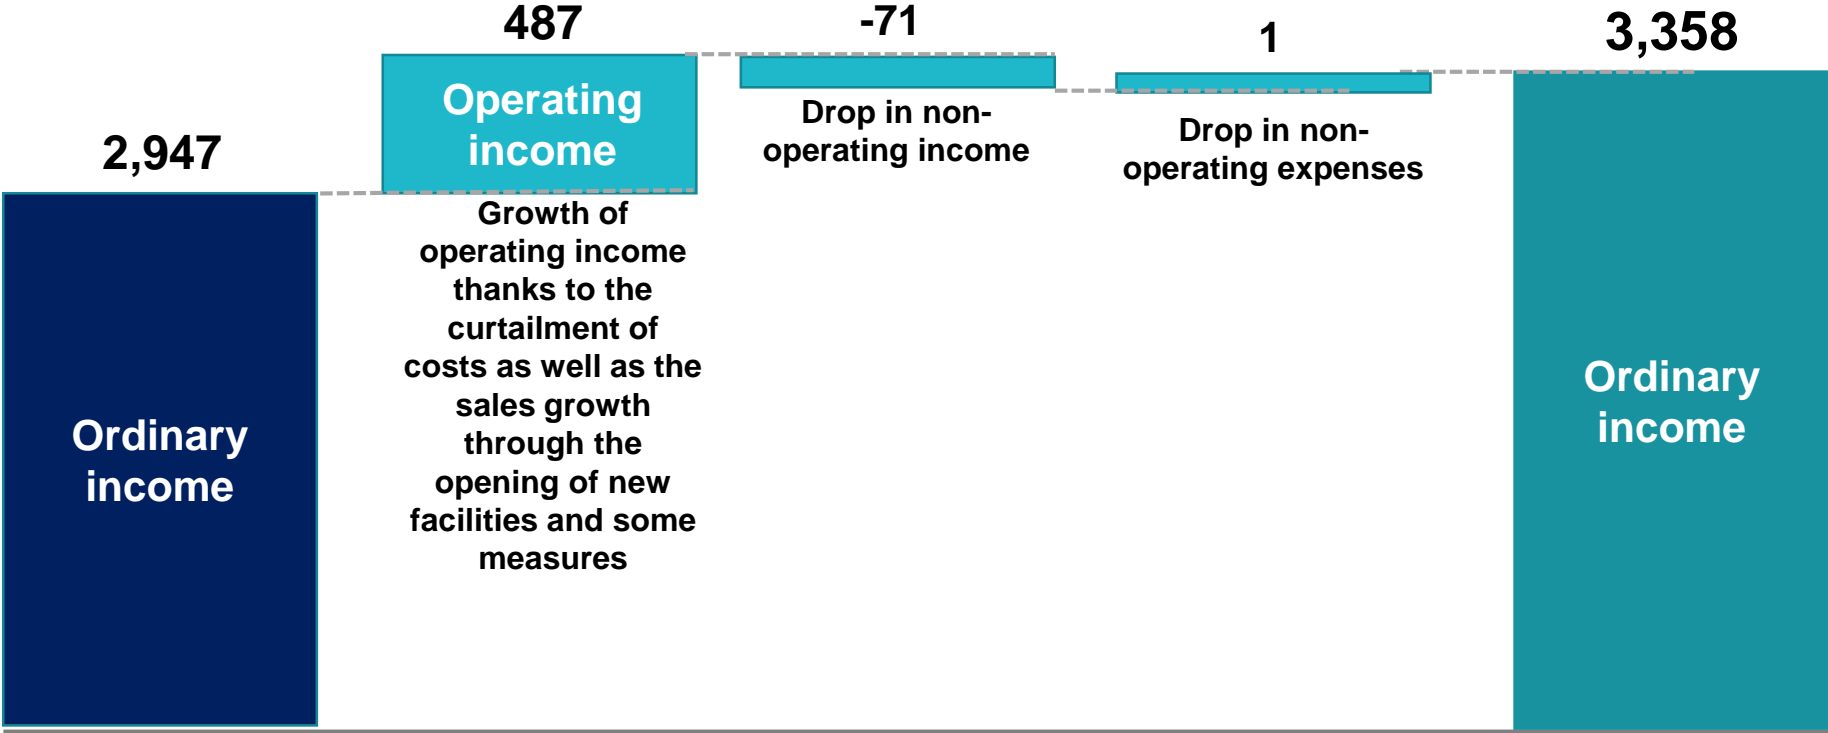 2,947
Ordinary
income
487
Operating
income
Growth of
operating income
thanks to the
curtailment of
costs as well as the
sales growth
through the
opening of new
facilities and some
measures
-71
Drop in non-
operating income
1
Drop in non-
operating expenses
3,358
Ordinary
income